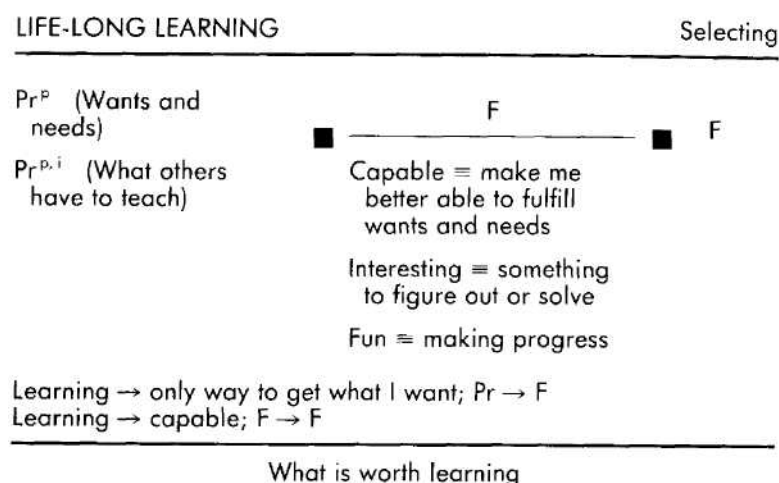 LIFE-LONG LEARNING Selecting
Prᵖ (Wants and
needs)
F
■ ■ F
Prᵖ·ⁱ (What others
have to teach)
Capable ≡ make me
better able to fulfill
wants and needs
Interesting ≡ something
to figure out or solve
Fun ≡ making progress
Learning → only way to get what I want; Pr → F
Learning → capable; F → F
What is worth learning